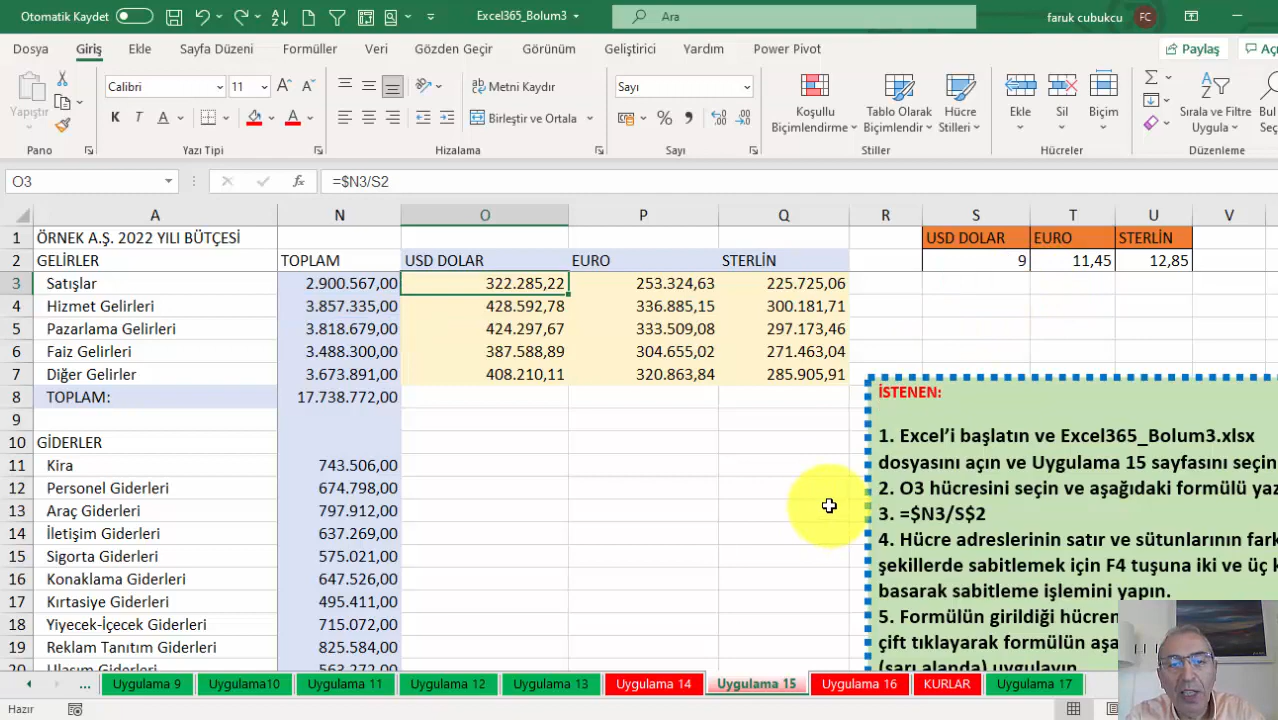 Otomatik Kaydet
Excel365_Bolum3
Ara
faruk cubukcu
FC
Dosya Giriş Ekle Sayfa Düzeni Formüller Veri Gözden Geçir Görünüm Geliştirici Yardım Power Pivot
Paylaş
Yapıştır
Pano
Calibri 11
K T A
Yazı Tipi
Metni Kaydır
Birleştir ve Ortala
Hizalama
Sayı
Sayı
Koşullu Biçimlendirme
Tablo Olarak Biçimlendir
Hücre Stilleri
Stiller
Ekle Sil Biçim
Hücreler
Sırala ve Filtre Uygula
Düzenleme
O3 fx =$N3/S2
A N O P Q R S T U V
1 ÖRNEK A.Ş. 2022 YILI BÜTÇESİ USD DOLAR EURO STERLİN
2 GELİRLER TOPLAM USD DOLAR EURO STERLİN 9 11,45 12,85
3 Satışlar 2.900.567,00 322.285,22 253.324,63 225.725,06
4 Hizmet Gelirleri 3.857.335,00 428.592,78 336.885,15 300.181,71
5 Pazarlama Gelirleri 3.818.679,00 424.297,67 333.509,08 297.173,46
6 Faiz Gelirleri 3.488.300,00 387.588,89 304.655,02 271.463,04
7 Diğer Gelirler 3.673.891,00 408.210,11 320.863,84 285.905,91
8 TOPLAM: 17.738.772,00
9
10 GİDERLER
11 Kira 743.506,00
12 Personel Giderleri 674.798,00
13 Araç Giderleri 797.912,00
14 İletişim Giderleri 637.269,00
15 Sigorta Giderleri 575.021,00
16 Konaklama Giderleri 647.526,00
17 Kırtasiye Giderleri 495.411,00
18 Yiyecek-İçecek Giderleri 715.072,00
19 Reklam Tanıtım Giderleri 825.584,00
20 Ulaşım Giderleri 563.272,00
İSTENEN:
1. Excel’i başlatın ve Excel365_Bolum3.xlsx
dosyasını açın ve Uygulama 15 sayfasını seçin
2. O3 hücresini seçin ve aşağıdaki formülü yaz
3. =$N3/S$2
4. Hücre adreslerinin satır ve sütunlarının fark
şekillerde sabitlemek için F4 tuşuna iki ve üç k
basarak sabitleme işlemini yapın.
5. Formülün girildiği hücren
çift tıklayarak formülün aşa
(sarı alanda) uygulayın
... Uygulama 9 Uygulama10 Uygulama 11 Uygulama 12 Uygulama 13 Uygulama 14 Uygulama 15 Uygulama 16 KURLAR Uygulama 17
Hazır